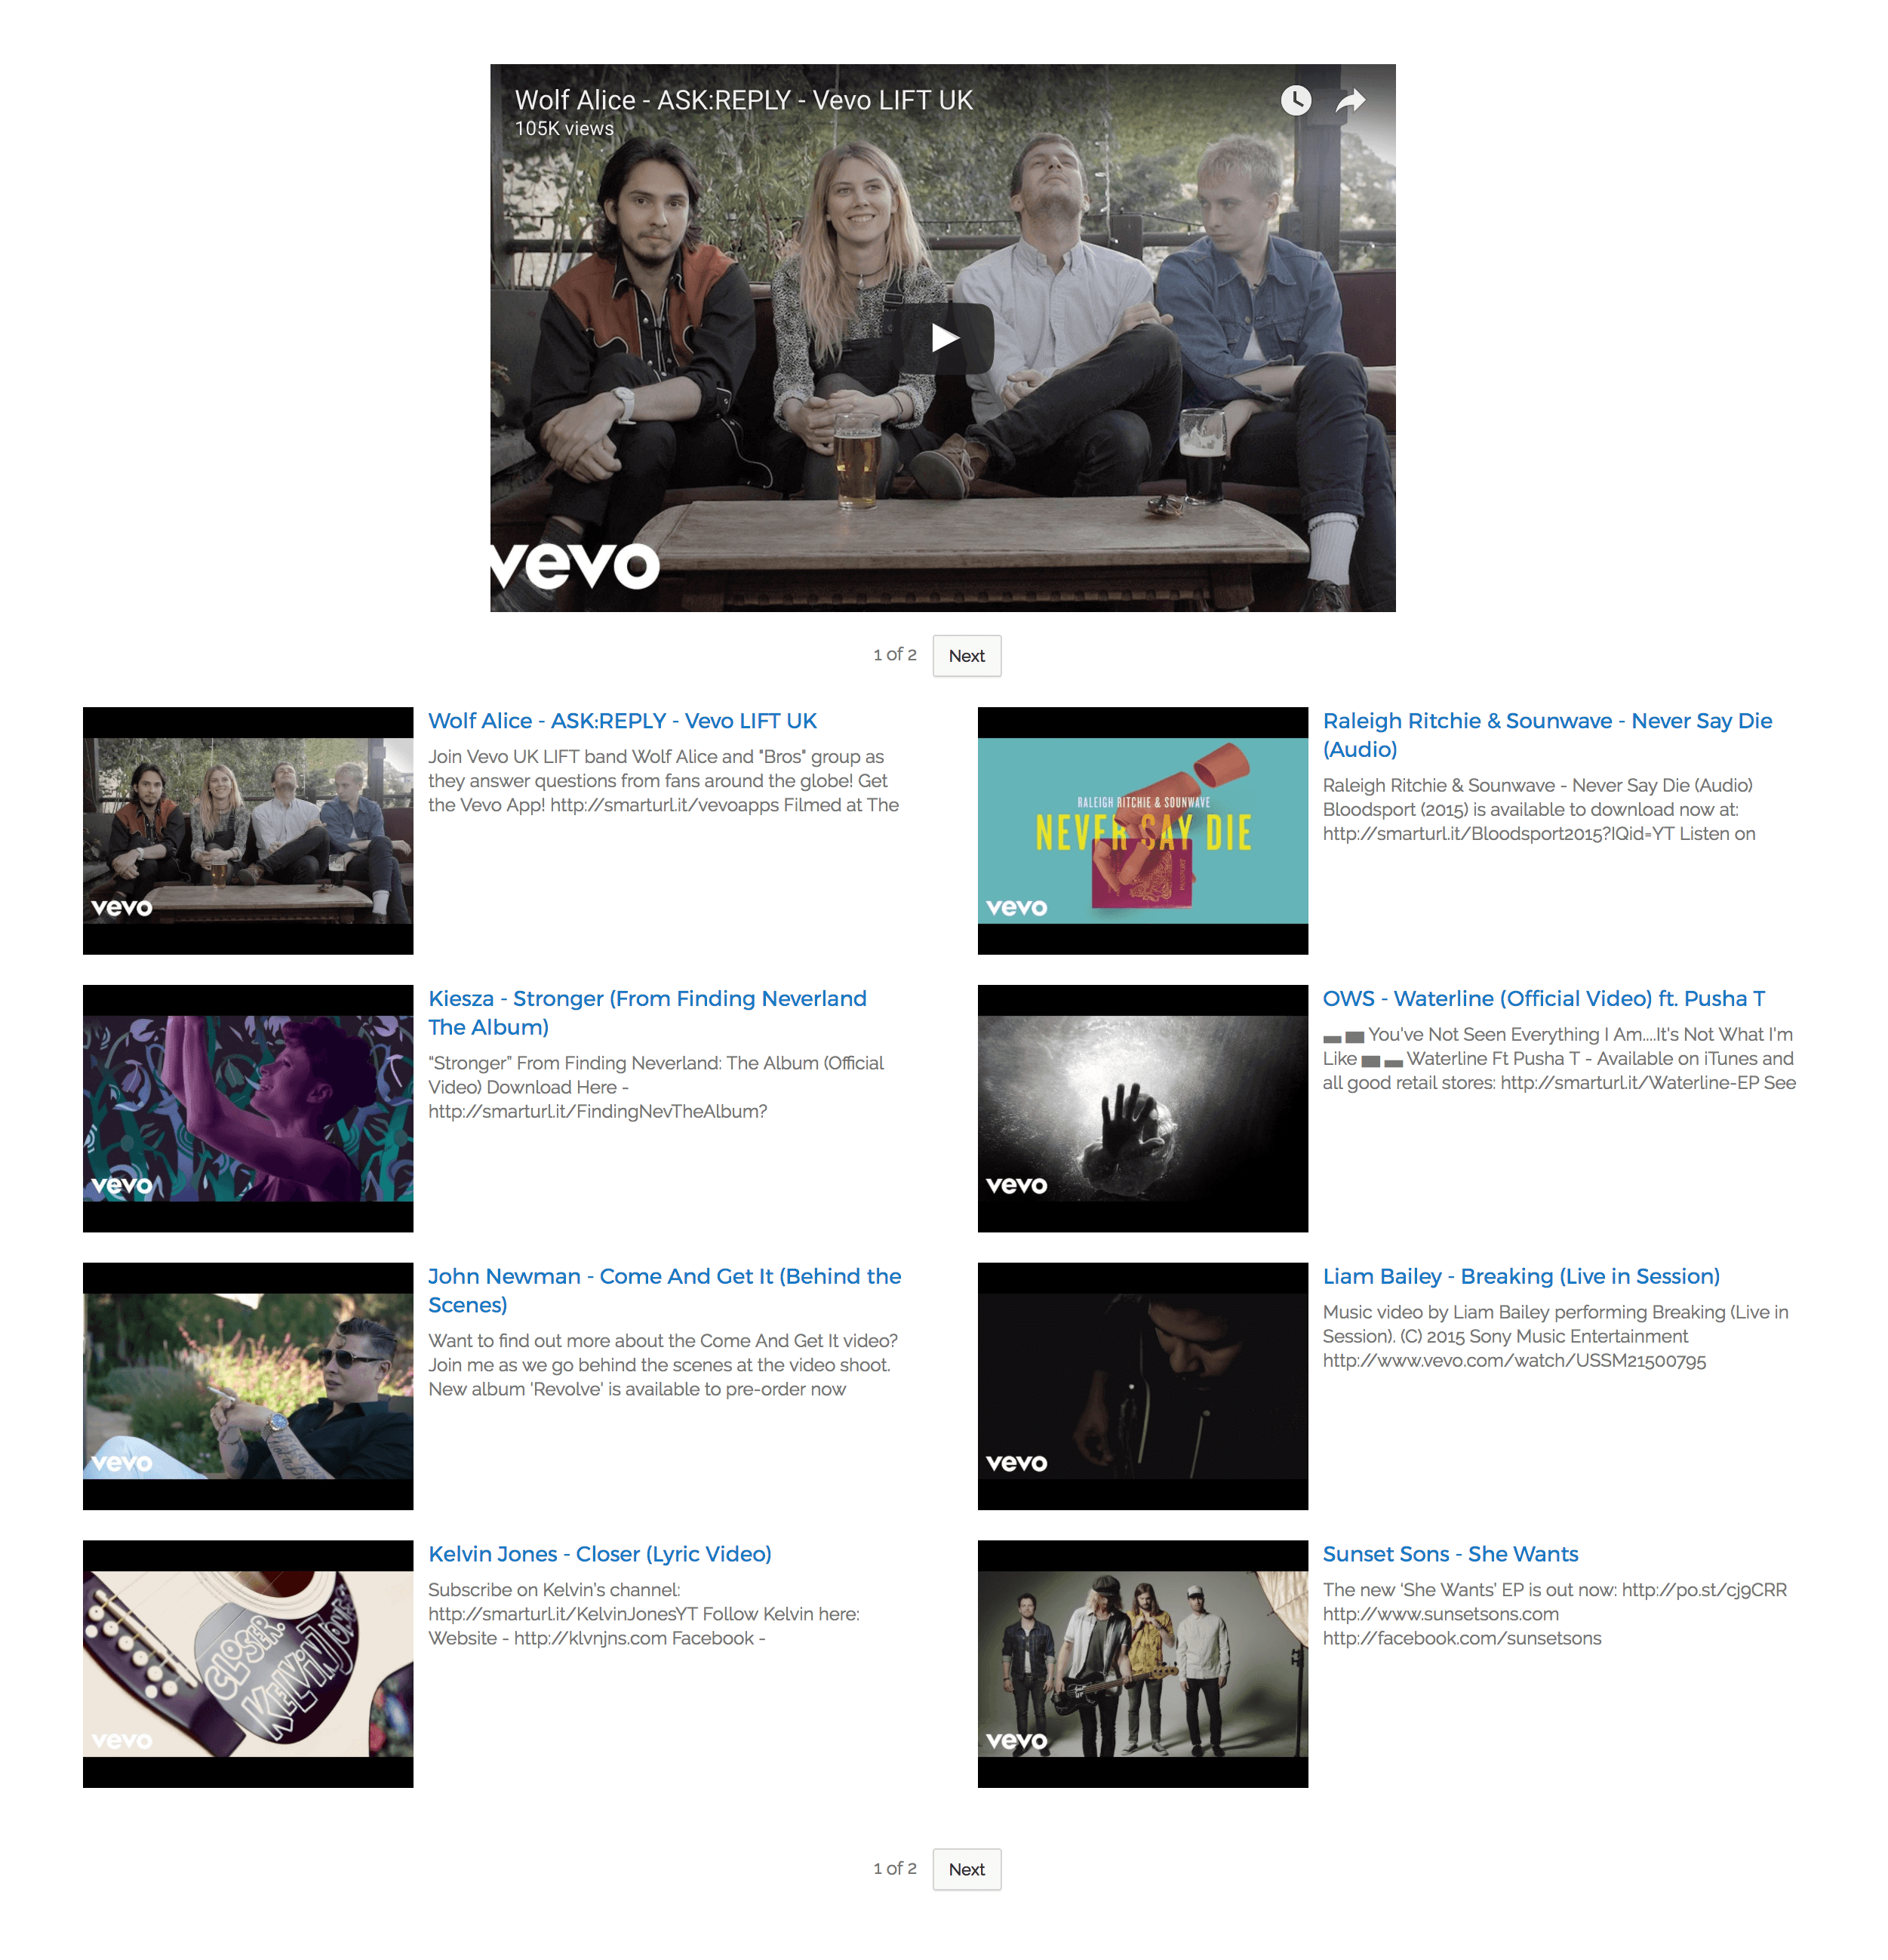 Wolf Alice - ASK:REPLY - Vevo LIFT UK
105K views
vevo
1 of 2 Next
Wolf Alice - ASK:REPLY - Vevo LIFT UK
Join Vevo UK LIFT band Wolf Alice and "Bros" group as
they answer questions from fans around the globe! Get
the Vevo App! http://smarturl.it/vevoapps Filmed at The
vevo
Raleigh Ritchie & Sounwave - Never Say Die
(Audio)
Raleigh Ritchie & Sounwave - Never Say Die (Audio)
Bloodsport (2015) is available to download now at:
http://smarturl.it/Bloodsport2015?IQid=YT Listen on
RALEIGH RITCHIE & SOUNWAVE
NEVER SAY DIE
vevo
Kiesza - Stronger (From Finding Neverland
The Album)
"Stronger" From Finding Neverland: The Album (Official
Video) Download Here -
http://smarturl.it/FindingNevTheAlbum?
vevo
OWS - Waterline (Official Video) ft. Pusha T
▃ ▅ You've Not Seen Everything I Am....It's Not What I'm
Like ▅ ▃ Waterline Ft Pusha T - Available on iTunes and
all good retail stores: http://smarturl.it/Waterline-EP See
vevo
John Newman - Come And Get It (Behind the
Scenes)
Want to find out more about the Come And Get It video?
Join me as we go behind the scenes at the video shoot.
New album 'Revolve' is available to pre-order now
vevo
Liam Bailey - Breaking (Live in Session)
Music video by Liam Bailey performing Breaking (Live in
Session). (C) 2015 Sony Music Entertainment
http://www.vevo.com/watch/USSM21500795
vevo
Kelvin Jones - Closer (Lyric Video)
Subscribe on Kelvin's channel:
http://smarturl.it/KelvinJonesYT Follow Kelvin here:
Website - http://klvnjns.com Facebook -
CLOSER.
KELVIN JONES
vevo
Sunset Sons - She Wants
The new 'She Wants' EP is out now: http://po.st/cj9CRR
http://www.sunsetsons.com
http://facebook.com/sunsetsons
vevo
1 of 2 Next